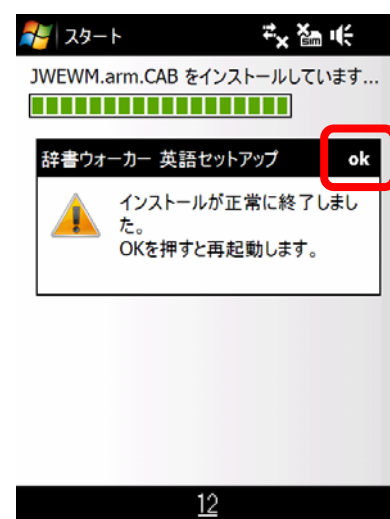 スタート
Sim
JWEWM.arm.CAB をインストールしています...
辞書ウォーカー 英語セットアップ ok
インストールが正常に終了しまし
た。
OKを押すと再起動します。
12